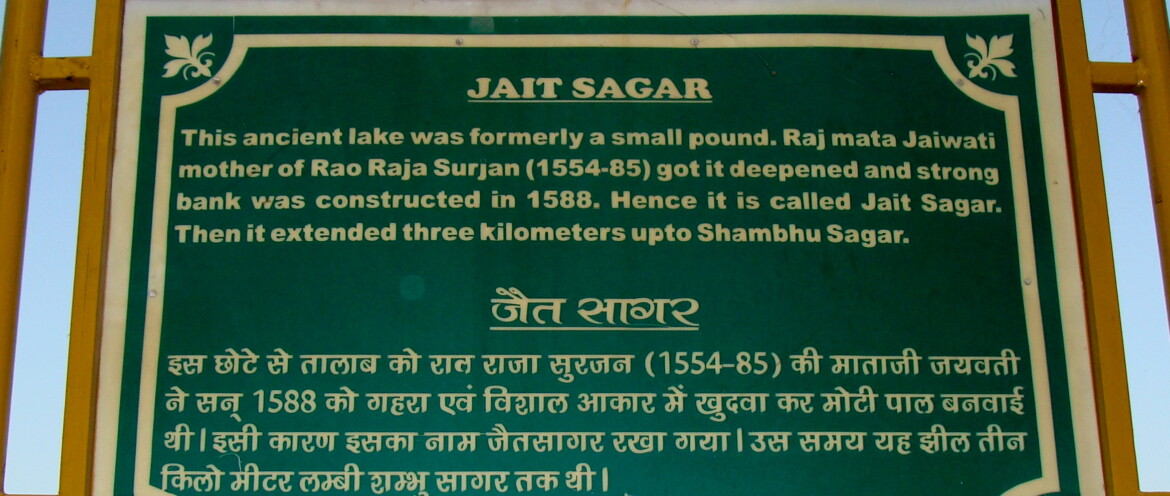 JAIT SAGAR
This ancient lake was formerly a small pound. Raj mata Jaiwati
mother of Rao Raja Surjan (1554-85) got it deepened and strong
bank was constructed in 1588. Hence it is called Jait Sagar.
Then it extended three kilometers upto Shambhu Sagar.
जैत सागर
इस छोटे से तालाब को राव राजा सुरजन (1554-85) की माताजी जयवती
ने सन् 1588 को गहरा एवं विशाल आकार में खुदवा कर मोटी पाल बनवाई
थी। इसी कारण इसका नाम जैतसागर रखा गया। उस समय यह झील तीन
किलो मीटर लम्बी शम्भु सागर तक थी।